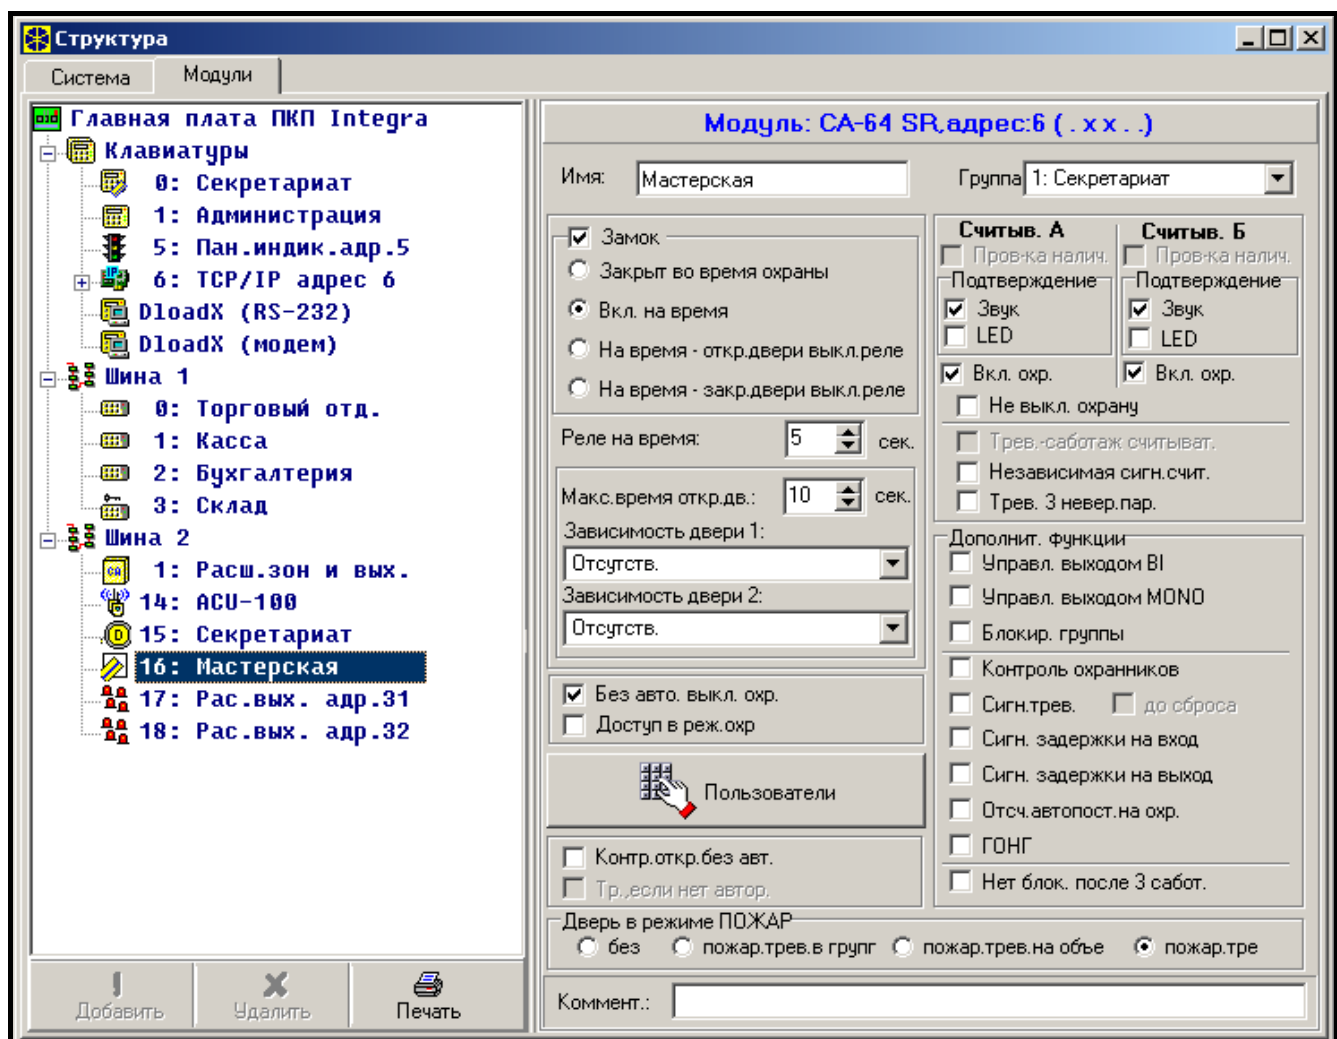 Структура
Система Модули
Главная плата ПКП Integra
Клавиатуры
0: Секретариат
1: Администрация
5: Пан.индик.адр.5
6: TCP/IP адрес 6
DloadX (RS-232)
DloadX (модем)
Шина 1
0: Торговый отд.
1: Касса
2: Бухгалтерия
3: Склад
Шина 2
1: Расш.зон и вых.
14: ACU-100
15: Секретариат
16: Мастерская
17: Рас.вых. адр.31
18: Рас.вых. адр.32
Добавить Удалить Печать
Модуль: CA-64 SR,адрес:6 ( . x x . .)
Имя: Мастерская Группа 1: Секретариат
Замок
Закрыт во время охраны
Вкл. на время
На время - откр.двери выкл.реле
На время - закр.двери выкл.реле
Реле на время: 5 сек.
Макс.время откр.дв.: 10 сек.
Зависимость двери 1:
Отсутств.
Зависимость двери 2:
Отсутств.
Без авто. выкл. охр.
Доступ в реж.охр
Пользователи
Контр.откр.без авт.
Тр.,если нет автор.
Считыв. А Считыв. Б
Пров-ка налич. Пров-ка налич.
Подтверждение Подтверждение
Звук Звук
LED LED
Вкл. охр. Вкл. охр.
Не выкл. охрану
Трев.-саботаж считыват.
Независимая сигн.счит.
Трев. 3 невер.пар.
Дополнит. функции
Управл. выходом BI
Управл. выходом MONO
Блокир. группы
Контроль охранников
Сигн.трев. до сброса
Сигн. задержки на вход
Сигн. задержки на выход
Отсч.автопост.на охр.
ГОНГ
Нет блок. после 3 сабот.
Дверь в режиме ПОЖАР
без пожар.трев.в групг пожар.трев.на объе пожар.тре
Коммент.: